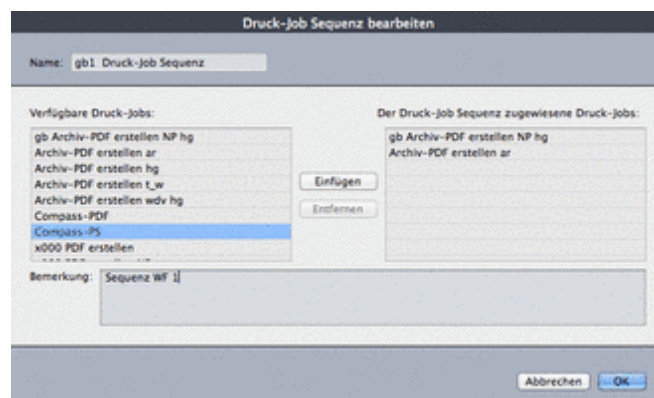 Druck-Job Sequenz bearbeiten
Name: gb1 Druck-Job Sequenz
Verfügbare Druck-Jobs:
gb Archiv-PDF erstellen NP hg
Archiv-PDF erstellen ar
Archiv-PDF erstellen hg
Archiv-PDF erstellen t_w
Archiv-PDF erstellen wdv hg
Compass-PDF
Compass-PS
x000 PDF erstellen
Einfügen
Entfernen
Der Druck-Job Sequenz zugewiesene Druck-Jobs:
gb Archiv-PDF erstellen NP hg
Archiv-PDF erstellen ar
Bemerkung: Sequenz WF 1
Abbrechen OK